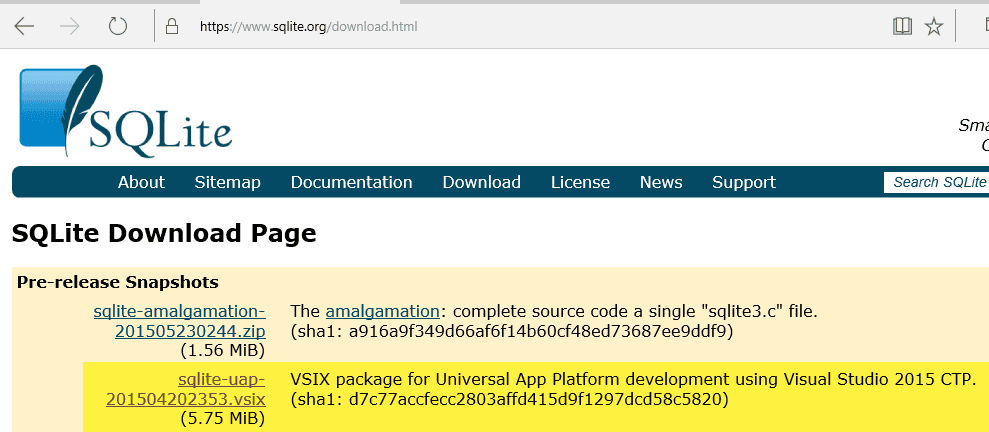 https://www.sqlite.org/download.html
SQLite
Sma
C
About Sitemap Documentation Download License News Support Search SQLite
SQLite Download Page
Pre-release Snapshots
sqlite-amalgamation- The amalgamation: complete source code a single "sqlite3.c" file.
201505230244.zip (sha1: a916a9f349d66af6f14b60cf48ed73687ee9ddf9)
(1.56 MiB)
sqlite-uap- VSIX package for Universal App Platform development using Visual Studio 2015 CTP.
201504202353.vsix (sha1: d7c77accfecc2803affd415d9f1297dcd58c5820)
(5.75 MiB)